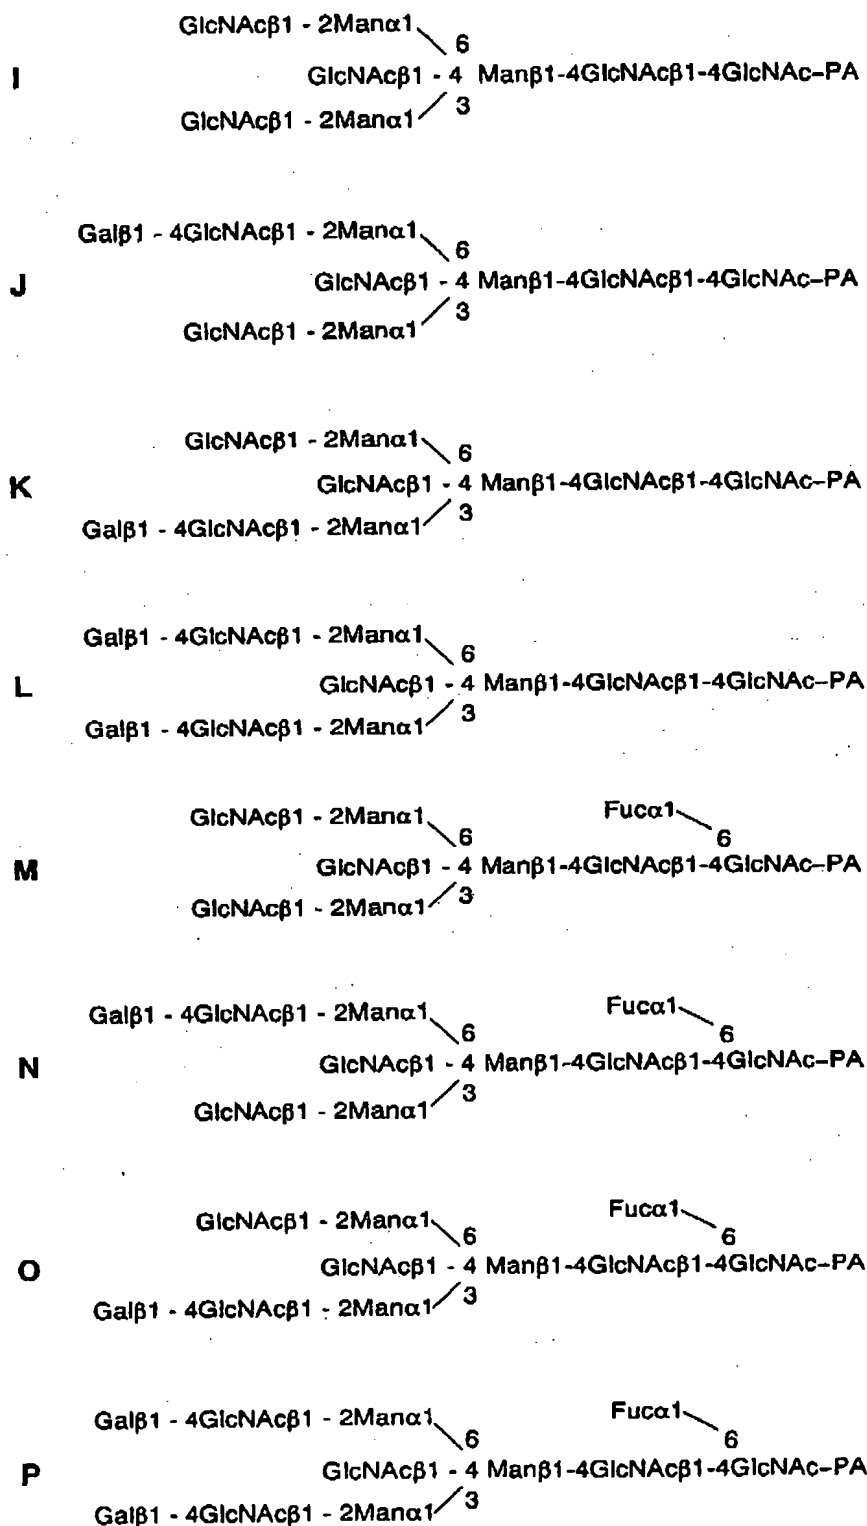 GlcNAcβ1 - 2Manα1
6
I GlcNAcβ1 - 4 Manβ1-4GlcNAcβ1-4GlcNAc-PA
3
GlcNAcβ1 - 2Manα1
Galβ1 - 4GlcNAcβ1 - 2Manα1
6
J GlcNAcβ1 - 4 Manβ1-4GlcNAcβ1-4GlcNAc-PA
3
GlcNAcβ1 - 2Manα1
GlcNAcβ1 - 2Manα1
6
K GlcNAcβ1 - 4 Manβ1-4GlcNAcβ1-4GlcNAc-PA
3
Galβ1 - 4GlcNAcβ1 - 2Manα1
Galβ1 - 4GlcNAcβ1 - 2Manα1
6
L GlcNAcβ1 - 4 Manβ1-4GlcNAcβ1-4GlcNAc-PA
3
Galβ1 - 4GlcNAcβ1 - 2Manα1
GlcNAcβ1 - 2Manα1 Fucα1
6 6
M GlcNAcβ1 - 4 Manβ1-4GlcNAcβ1-4GlcNAc-PA
3
GlcNAcβ1 - 2Manα1
Galβ1 - 4GlcNAcβ1 - 2Manα1 Fucα1
6 6
N GlcNAcβ1 - 4 Manβ1-4GlcNAcβ1-4GlcNAc-PA
3
GlcNAcβ1 - 2Manα1
GlcNAcβ1 - 2Manα1 Fucα1
6 6
O GlcNAcβ1 - 4 Manβ1-4GlcNAcβ1-4GlcNAc-PA
3
Galβ1 - 4GlcNAcβ1 - 2Manα1
Galβ1 - 4GlcNAcβ1 - 2Manα1 Fucα1
6 6
P GlcNAcβ1 - 4 Manβ1-4GlcNAcβ1-4GlcNAc-PA
3
Galβ1 - 4GlcNAcβ1 - 2Manα1